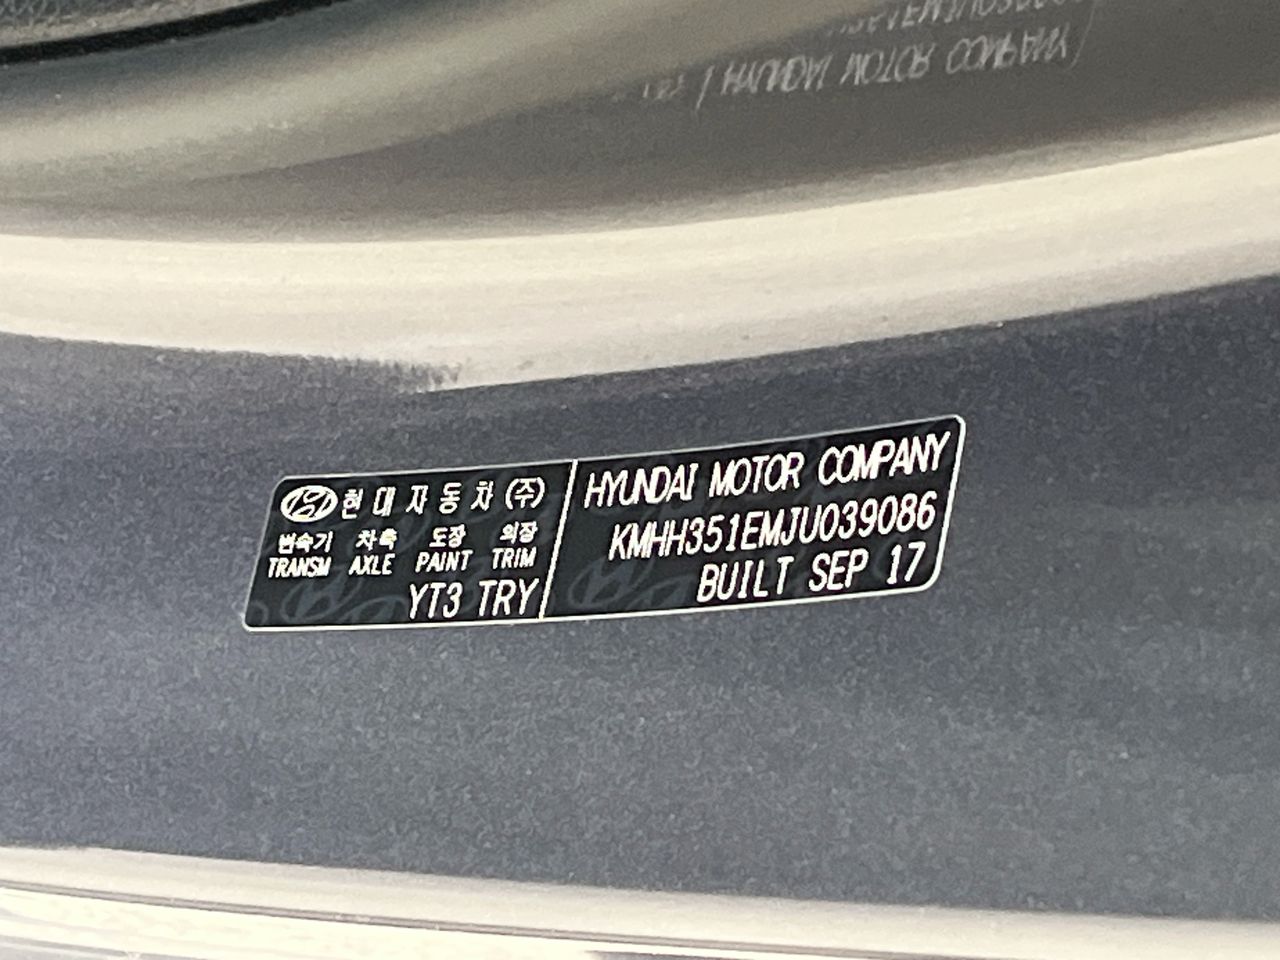 현대자동차(주)
변속기 차축 도장 의장
TRANSM AXLE PAINT TRIM
YT3 TRY
HYUNDAI MOTOR COMPANY
KMHH351EMJU039086
BUILT SEP 17
HYUNDAI MOTOR COMPANY